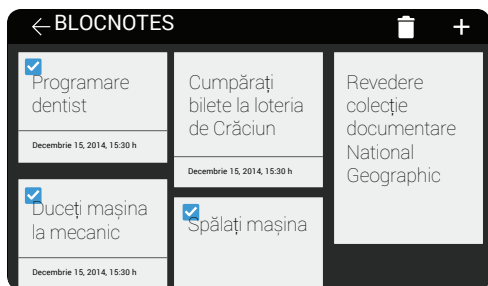 BLOCNOTES
Programare
dentist
Decembrie 15, 2014, 15:30 h
Cumpărați
bilete la loteria
de Crăciun
Decembrie 15, 2014, 15:30 h
Revedere
colecție
documentare
National
Geographic
Duceți mașina
la mecanic
Decembrie 15, 2014, 15:30 h
Spălați mașina